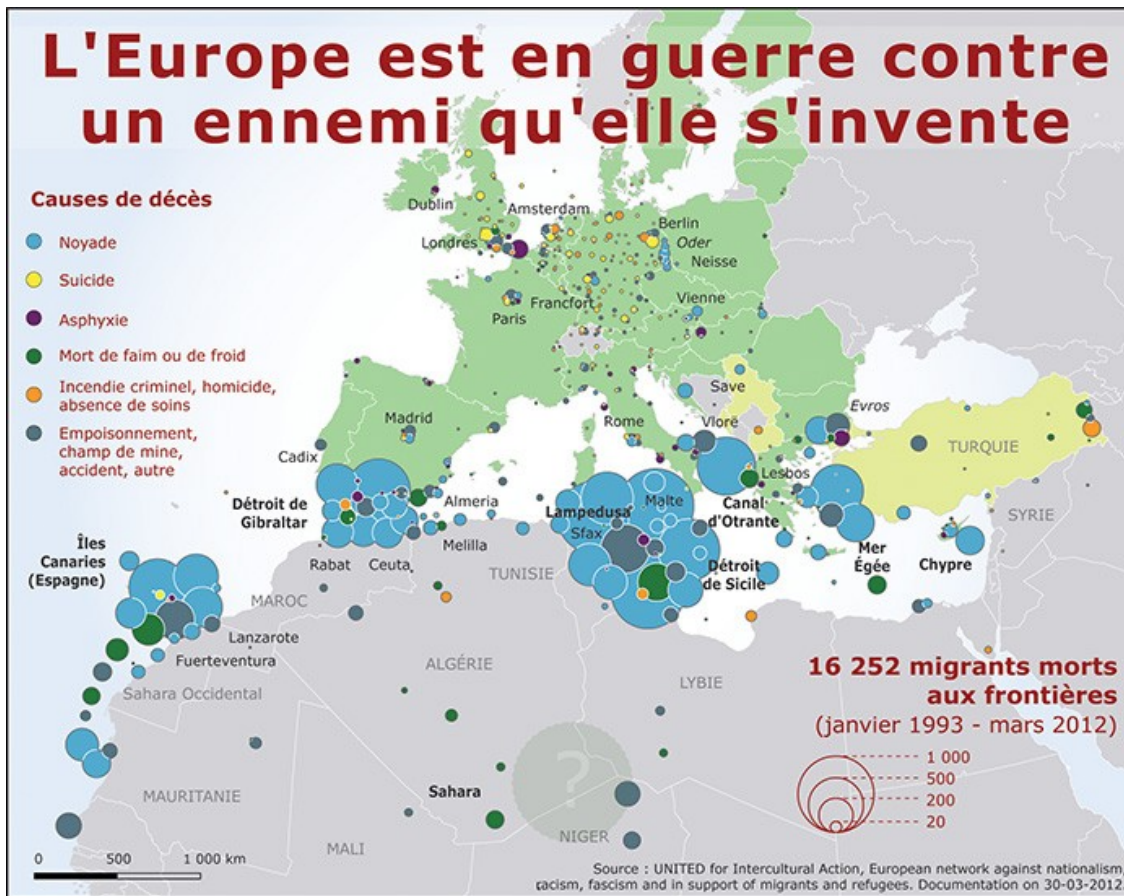 L'Europe est en guerre contre
un ennemi qu'elle s'invente
Causes de décès
Noyade
Suicide
Asphyxie
Mort de faim ou de froid
Incendie criminel, homicide,
absence de soins
Empoisonnement,
champ de mine,
accident, autre
Dublin
Amsterdam
Londres
Berlin
Oder
Neisse
Francfort
Paris
Vienne
Save
Madrid
Rome
Vlorë
Evros
Cadix
TURQUIE
Lesbos
Détroit de
Gibraltar
Almeria
Lampedusa
Malte
Canal
d'Otrante
SYRIE
Sfax
Îles
Canaries
(Espagne)
Melilla
Rabat
Ceuta
TUNISIE
Détroit
de Sicile
Mer
Égée
Chypre
MAROC
Lanzarote
Fuerteventura
Sahara Occidental
ALGÉRIE
LYBIE
16 252 migrants morts
aux frontières
(janvier 1993 - mars 2012)
1 000
500
200
20
?
Sahara
MAURITANIE
MALI
NIGER
0 500 1 000 km
Source : UNITED for Intercultural Action, European network against nationalism,
racism, fascism and in support of migrants and refugees. Documentation on 30-03-2012.